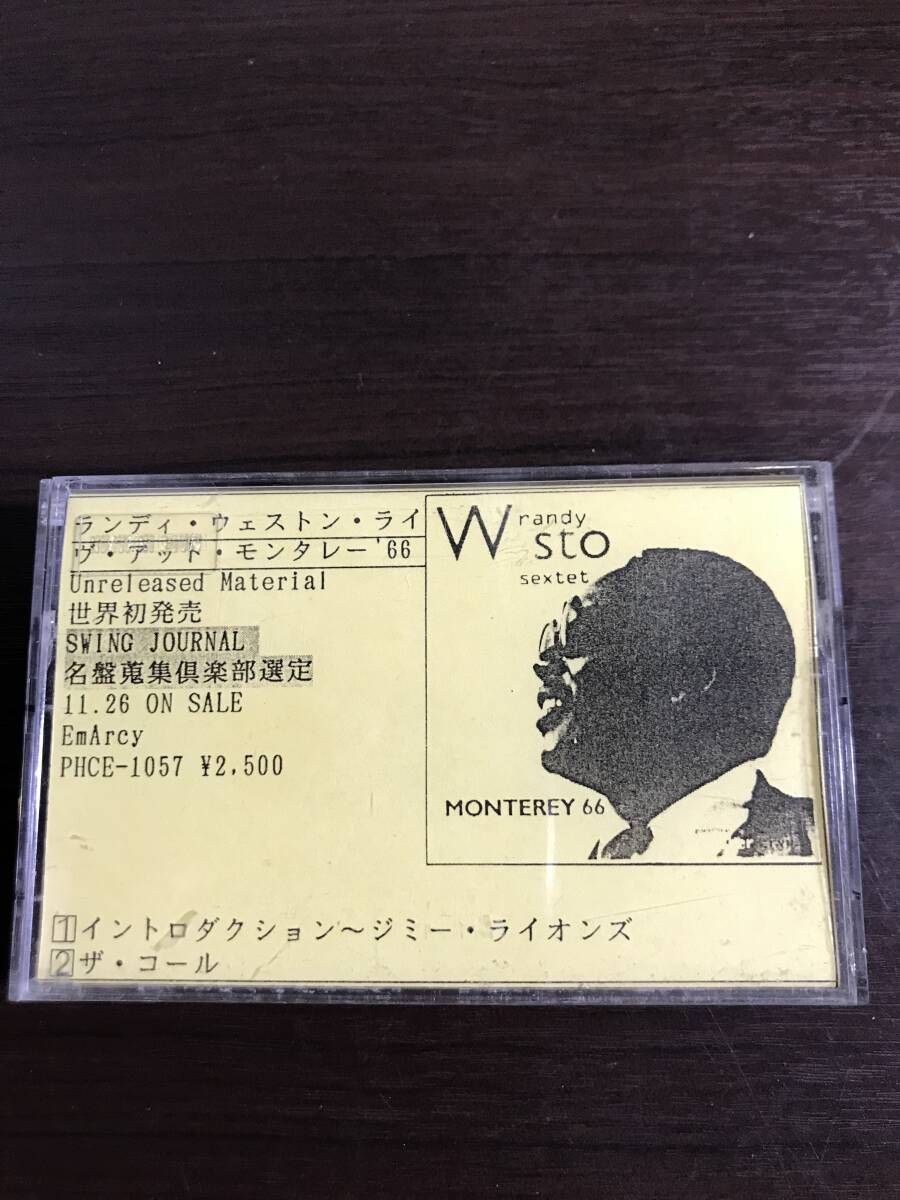 ランディ・ウェストン・ライ
ヴ・アット・モンタレー'66
Unreleased Material
世界初発売
SWING JOURNAL
名盤蒐集倶楽部選定
11.26 ON SALE
EmArcy
PHCE-1057 ¥2,500
randy
W sto
sextet
MONTEREY 66
1イントロダクション～ジミー・ライオンズ
2ザ・コール